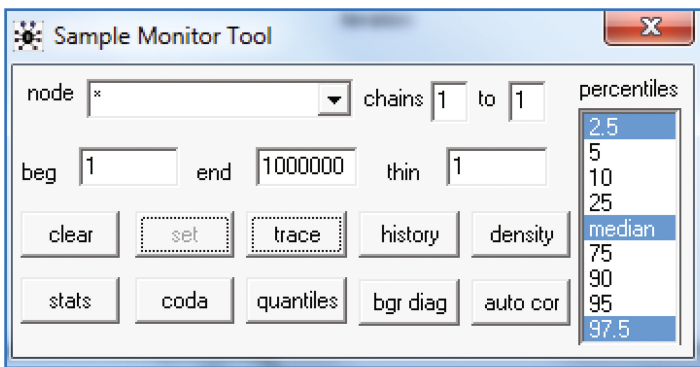 Sample Monitor Tool
node * chains 1 to 1 percentiles
beg 1 end 1000000 thin 1
clear set trace history density
stats coda quantiles bgr diag auto cor
2.5
5
10
25
median
75
90
95
97.5